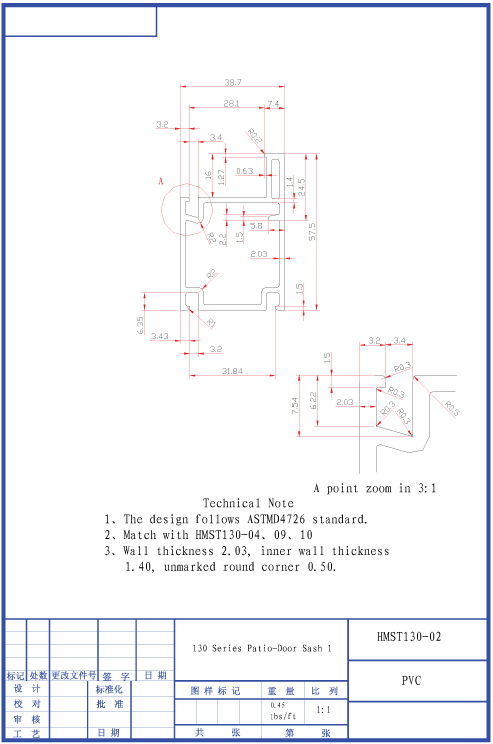 38.7
28.1
7.4
3.2
3.4
R0.2
16
1.27
0.63
1.4
24.5
57.5
A
R2
2.2
1.5
5.8
2.03
R2
1.5
6.35
R1
3.43
3.2
31.84
3.2
3.4
1.5
R0.3
R0.3
7.54
6.22
2.03
R0.3
R0.3
R0.5
A point zoom in 3:1
Technical Note
1、The design follows ASTMD4726 standard.
2、Match with HMST130-04、09、10
3、Wall thickness 2.03, inner wall thickness
1.40, unmarked round corner 0.50.
130 Series Patio-Door Sash 1
HMST130-02
PVC
标记 处数 更改文件号 签 字 日 期
设 计 标准化
校 对 批 准
审 核
工 艺 日 期
图 样 标 记 重 量 比 列
0.45
lbs/ft
1:1
共 张 第 张